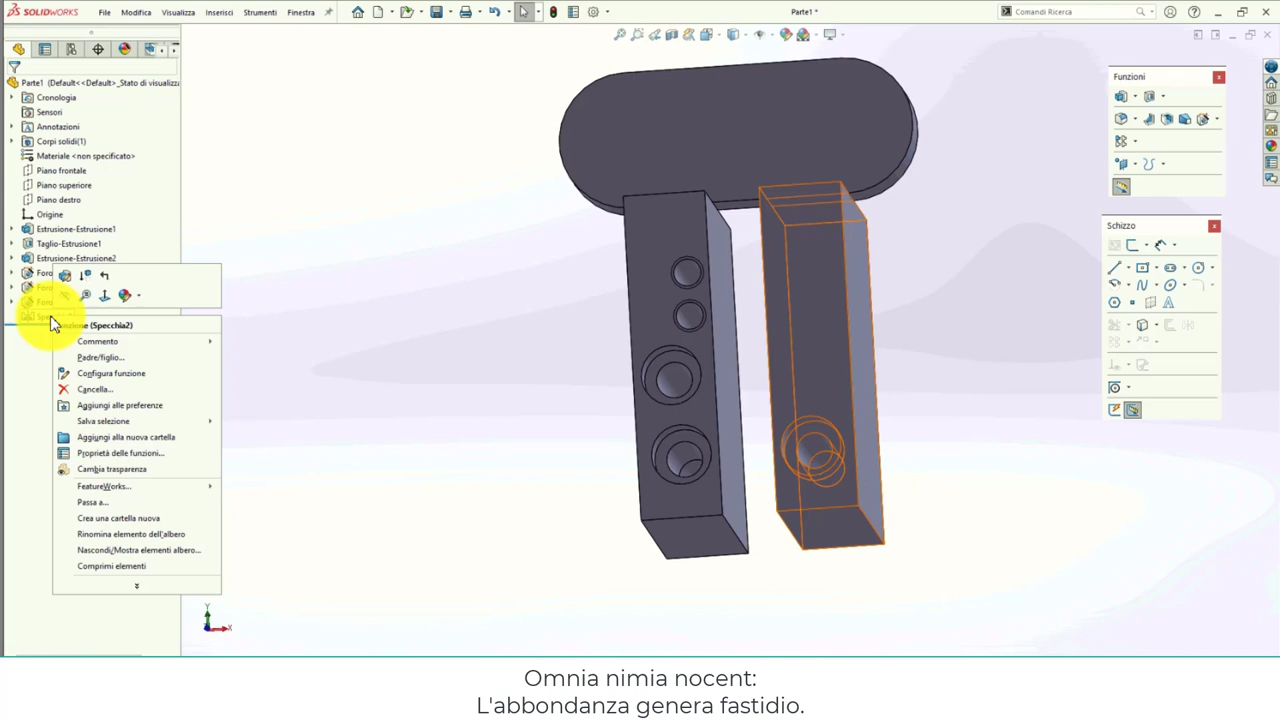 SOLIDWORKS
File
Modifica
Visualizza
Inserisci
Strumenti
Finestra
Parte1 *
Comandi Ricerca
Parte1 (Default<<Default>_Stato di visualizza
Cronologia
Sensori
Annotazioni
Corpi solidi(1)
Materiale <non specificato>
Piano frontale
Piano superiore
Piano destro
Origine
Estrusione-Estrusione1
Taglio-Estrusione1
Estrusione-Estrusione2
Foro
Foro
Foro
(Specchia2)
Commento
Padre/figlio...
Configura funzione
Cancella...
Aggiungi alle preferenze
Salva selezione
Aggiungi alla nuova cartella
Proprietà delle funzioni...
Cambia trasparenza
FeatureWorks...
Passa a...
Crea una cartella nuova
Rinomina elemento dell'albero
Nascondi/Mostra elementi albero...
Comprimi elementi
Funzioni
Schizzo
Y
X
Omnia nimia nocent:
L'abbondanza genera fastidio.